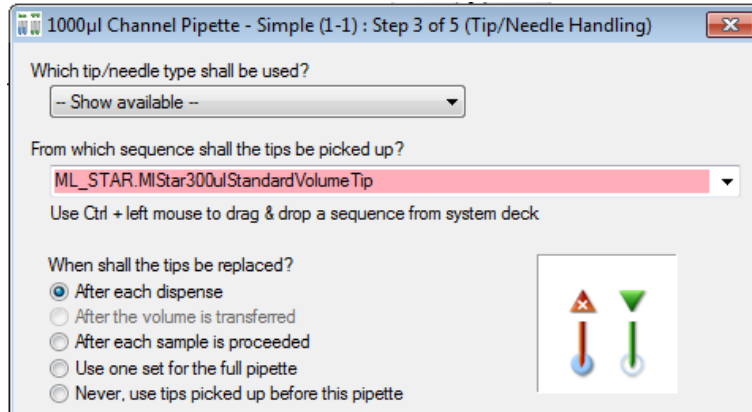 1000µl Channel Pipette - Simple (1-1) : Step 3 of 5 (Tip/Needle Handling)
Which tip/needle type shall be used?
-- Show available --
From which sequence shall the tips be picked up?
ML_STAR.MlStar300ulStandardVolumeTip
Use Ctrl + left mouse to drag & drop a sequence from system deck
When shall the tips be replaced?
After each dispense
After the volume is transferred
After each sample is proceeded
Use one set for the full pipette
Never, use tips picked up before this pipette